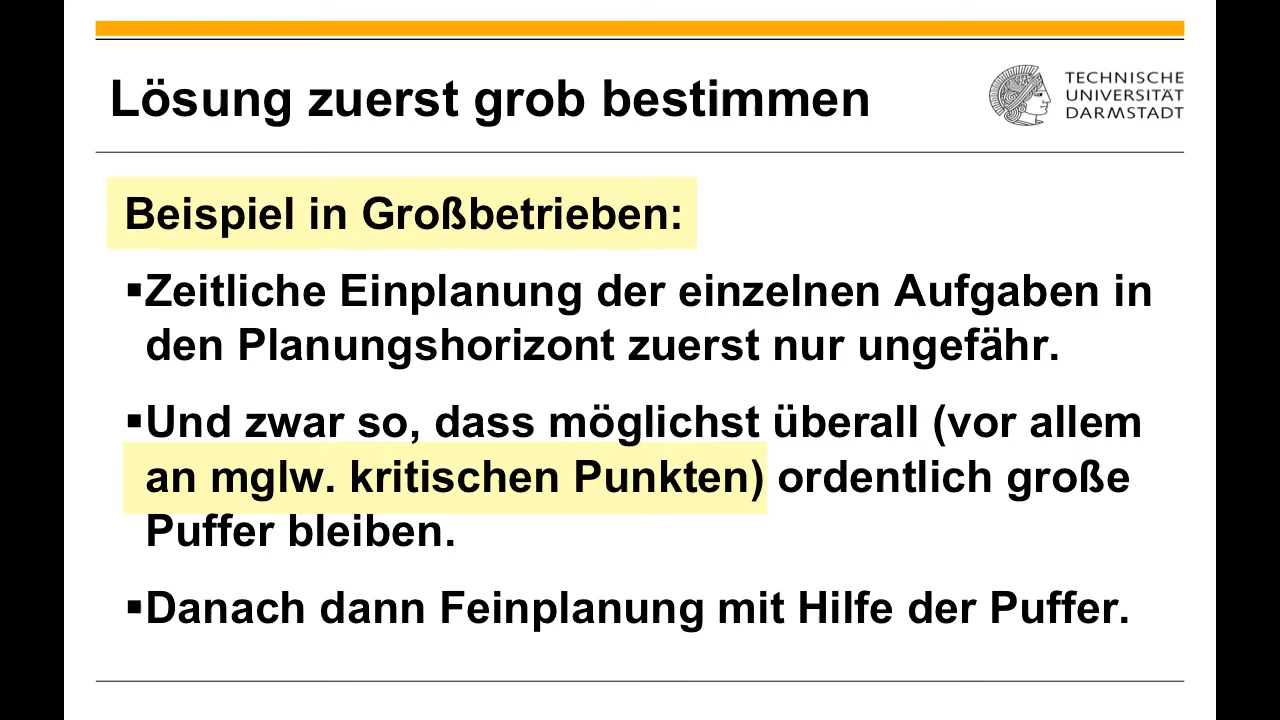 Lösung zuerst grob bestimmen
TECHNISCHE
UNIVERSITÄT
DARMSTADT
Beispiel in Großbetrieben:
▪Zeitliche Einplanung der einzelnen Aufgaben in
den Planungshorizont zuerst nur ungefähr.
▪Und zwar so, dass möglichst überall (vor allem
an mglw. kritischen Punkten) ordentlich große
Puffer bleiben.
▪Danach dann Feinplanung mit Hilfe der Puffer.